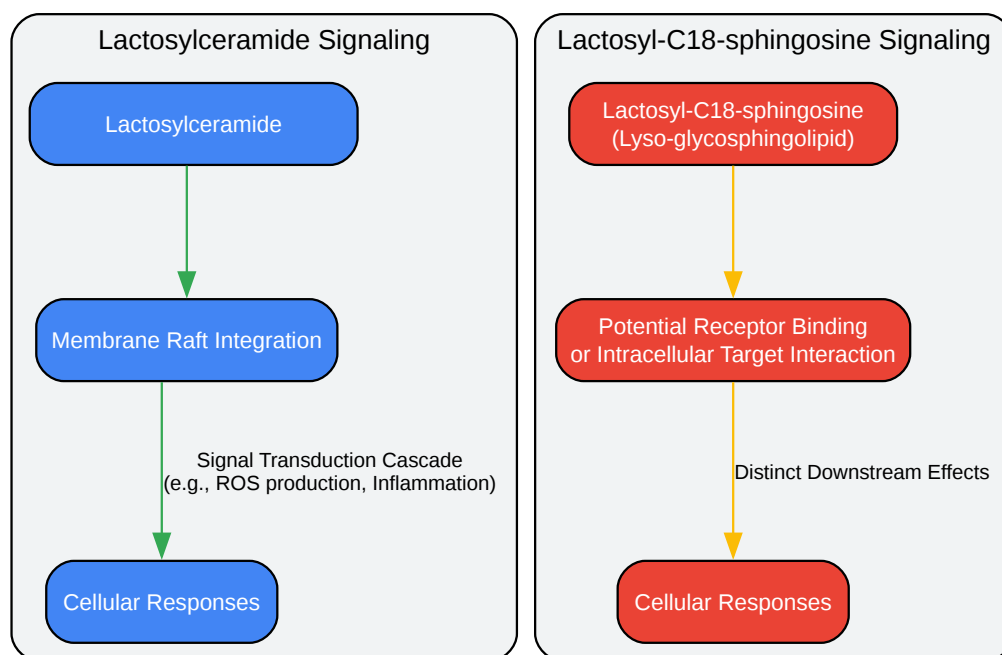 Lactosylceramide Signaling
Lactosylceramide
Membrane Raft Integration
Signal Transduction Cascade
(e.g., ROS production, Inflammation)
Cellular Responses
Lactosyl-C18-sphingosine Signaling
Lactosyl-C18-sphingosine
(Lyso-glycosphingolipid)
Potential Receptor Binding
or Intracellular Target Interaction
Distinct Downstream Effects
Cellular Responses